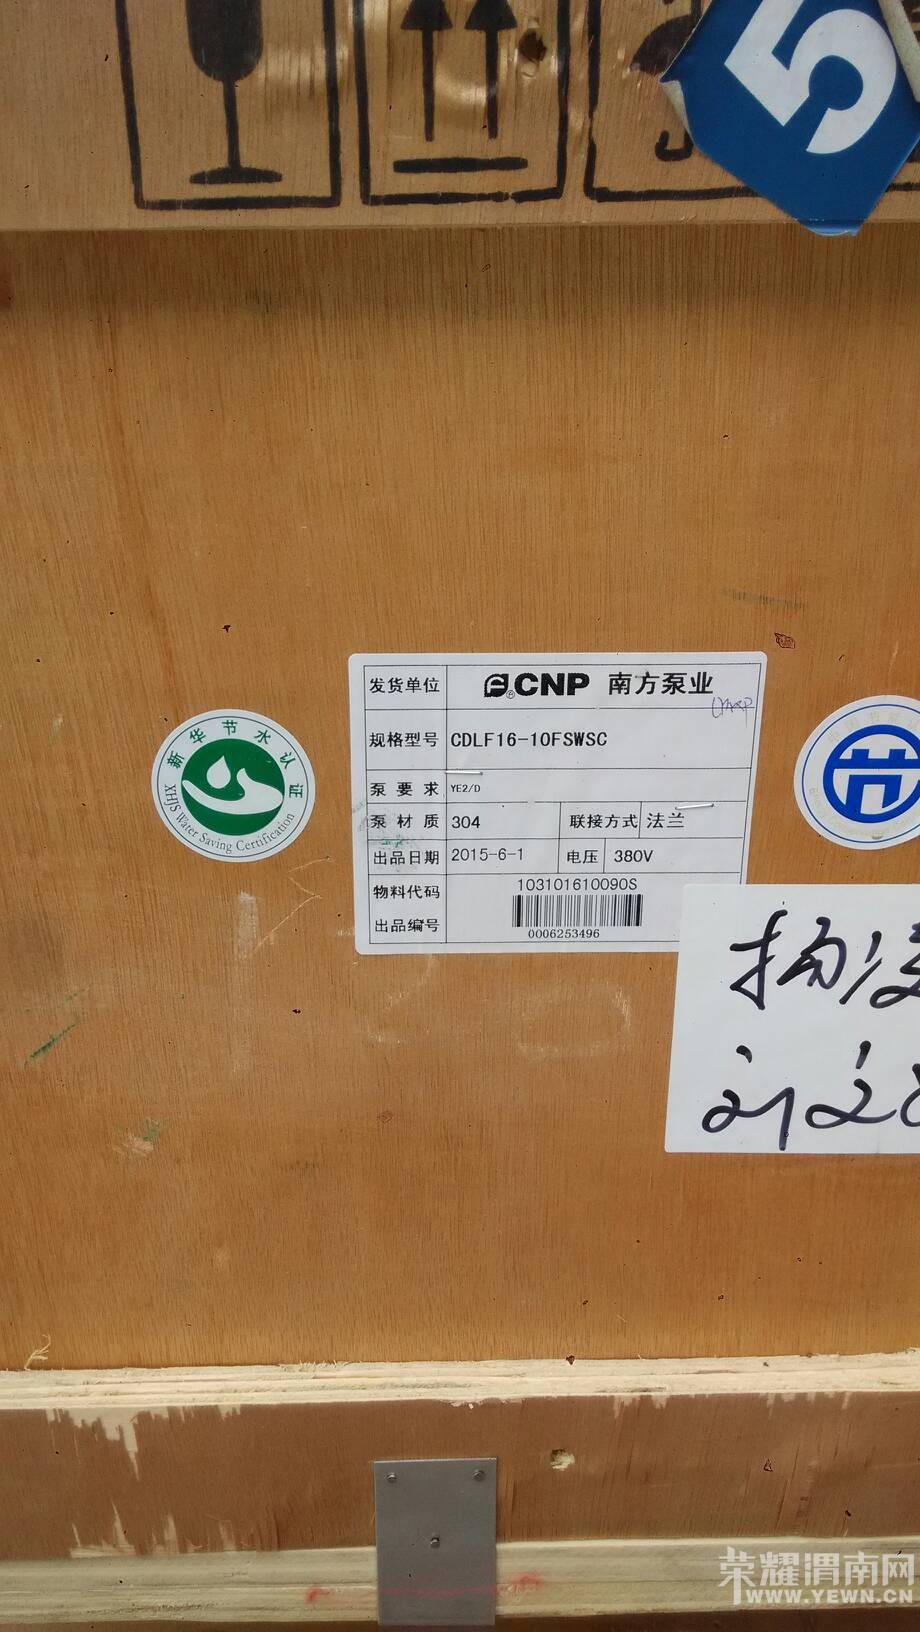 5
发货单位 CNP 南方泵业
规格型号 CDLF16-10FSWSC
泵要求 YE2/D
泵材质 304 联接方式 法兰
出品日期 2015-6-1 电压 380V
物料代码 103101610090S
出品编号 0006253496
新华节水认证
XHJS Water Saving Certification
节
荣耀渭南网
WWW.YEWN.CN